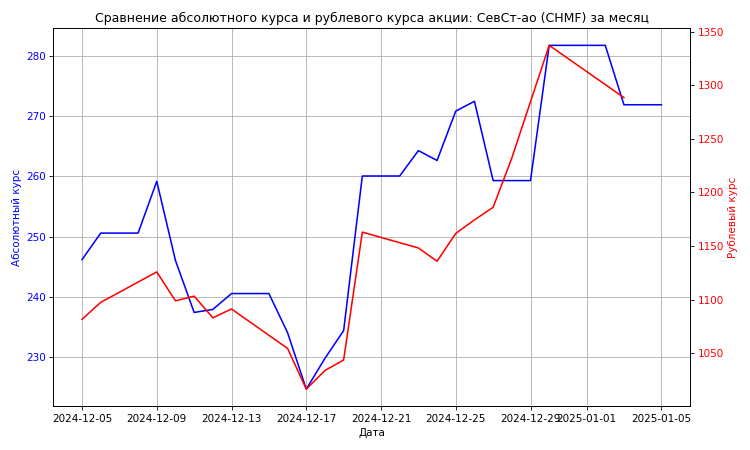 Сравнение абсолютного курса и рублевого курса акции: СевСт-ао (CHMF) за месяц
Абсолютный курс
280
270
260
250
240
230
1350
1300
1250
1200
1150
1100
1050
Рублевый курс
2024-12-05 2024-12-09 2024-12-13 2024-12-17 2024-12-21 2024-12-25 2024-12-29 2025-01-01 2025-01-05
Дата